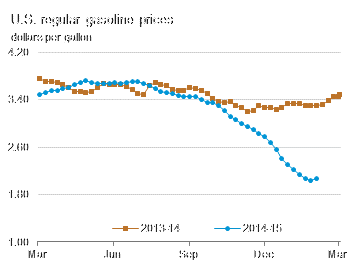 U.S. regular gasoline prices
dollars per gallon
4.20
3.40
2.60
1.80
1.00
Mar Jun Sep Dec Mar
2013-14 2014-15